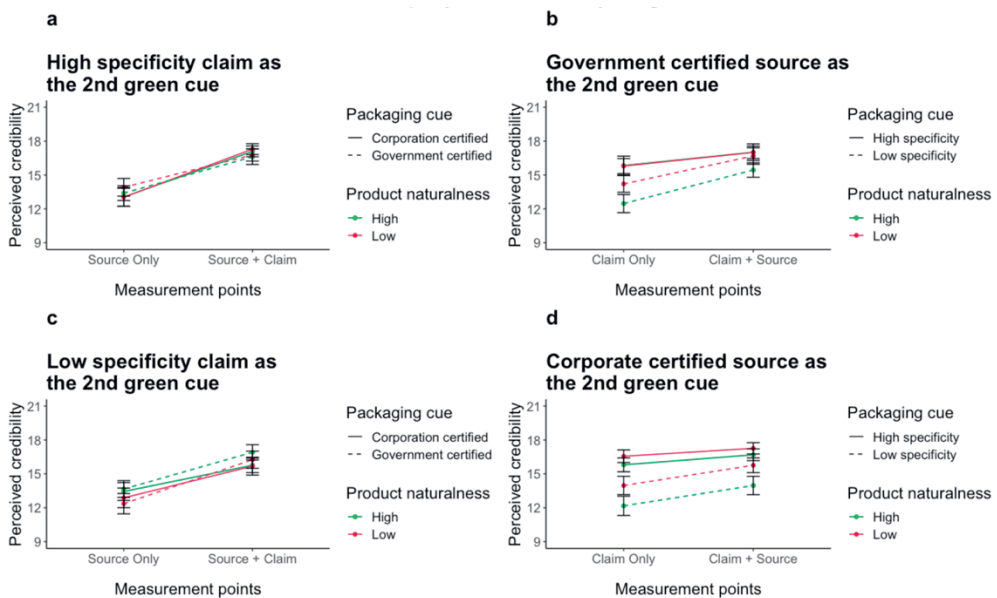 a
High specificity claim as
the 2nd green cue
Perceived credibility
21
18
15
12
9
Source Only
Source + Claim
Measurement points
Packaging cue
Corporation certified
Government certified
Product naturalness
High
Low
b
Government certified source as
the 2nd green cue
Perceived credibility
21
18
15
12
9
Claim Only
Claim + Source
Measurement points
Packaging cue
High specificity
Low specificity
Product naturalness
High
Low
c
Low specificity claim as
the 2nd green cue
Perceived credibility
21
18
15
12
9
Source Only
Source + Claim
Measurement points
Packaging cue
Corporation certified
Government certified
Product naturalness
High
Low
d
Corporate certified source as
the 2nd green cue
Perceived credibility
21
18
15
12
9
Claim Only
Claim + Source
Measurement points
Packaging cue
High specificity
Low specificity
Product naturalness
High
Low